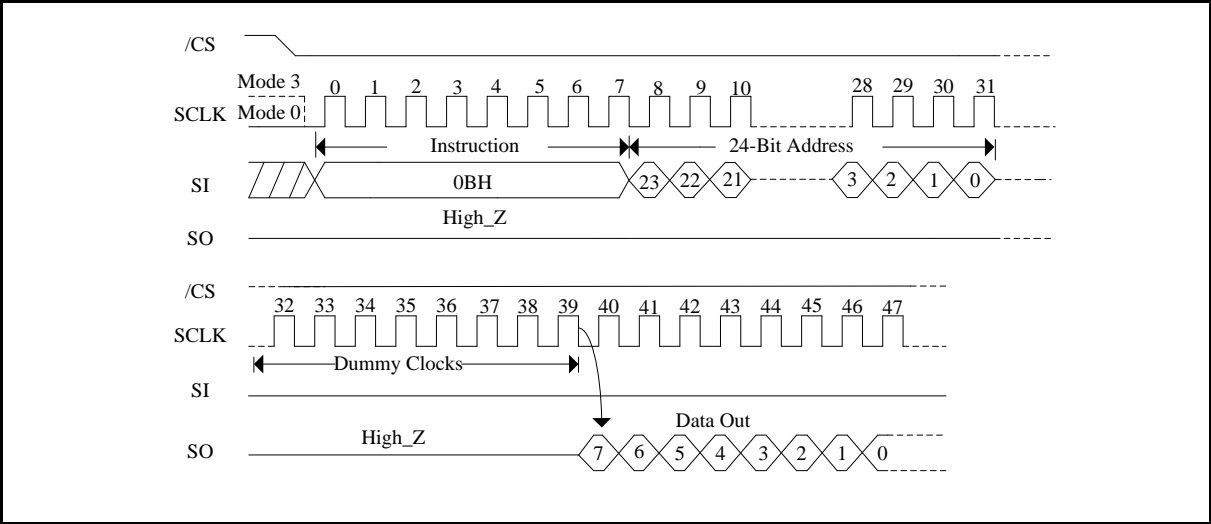 /CS
Mode 3
0 1 2 3 4 5 6 7 8 9 10 28 29 30 31
SCLK Mode 0
Instruction 24-Bit Address
SI 0BH 23 22 21 3 2 1 0
High_Z
SO
/CS
32 33 34 35 36 37 38 39 40 41 42 43 44 45 46 47
SCLK
Dummy Clocks
SI
Data Out
High_Z
SO 7 6 5 4 3 2 1 0